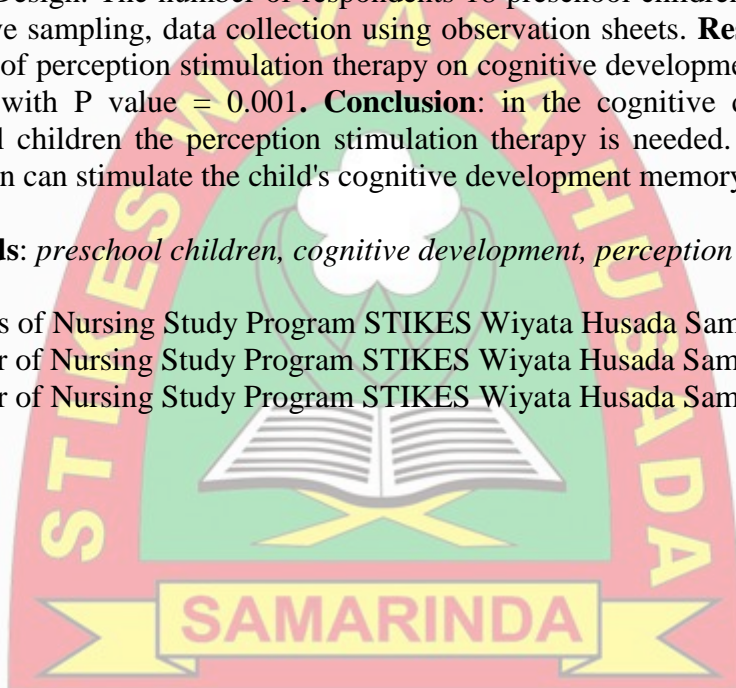 Design. The number of respondents 16 preschool children
ve sampling, data collection using observation sheets. Res
of perception stimulation therapy on cognitive developme
with P value = 0.001. Conclusion: in the cognitive c
l children the perception stimulation therapy is needed.
n can stimulate the child's cognitive development memory
ls: preschool children, cognitive development, perception
s of Nursing Study Program STIKES Wiyata Husada Sam
r of Nursing Study Program STIKES Wiyata Husada Sam
r of Nursing Study Program STIKES Wiyata Husada Sam
STIKES WIYATA HUSADA
SAMARINDA